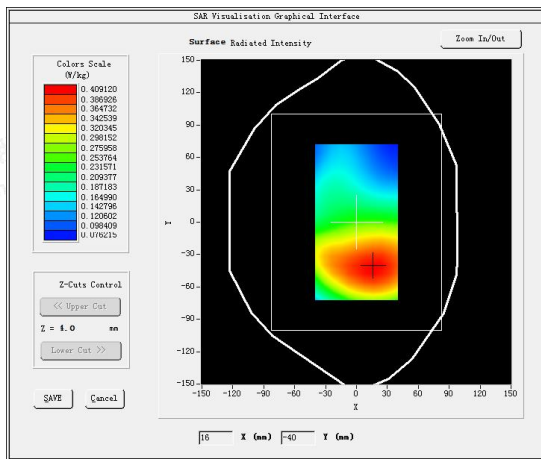 SAR Visualisation Graphical Interface
Surface Radiated Intensity
Zoom In/Out
Colors Scale
(W/kg)
0.409120
0.386926
0.364732
0.342539
0.320345
0.298152
0.275958
0.253764
0.231571
0.209377
0.187183
0.164990
0.142796
0.120602
0.098409
0.076215
Z-Cuts Control
<< Upper Cut
Z = 4.0 mm
Lower Cut >>
SAVE Cancel
150
120
90
60
30
0
-30
-60
-90
-120
-150
Y
-150 -120 -90 -60 -30 0 30 60 90 120 150
X
16 X (mm) -40 Y (mm)